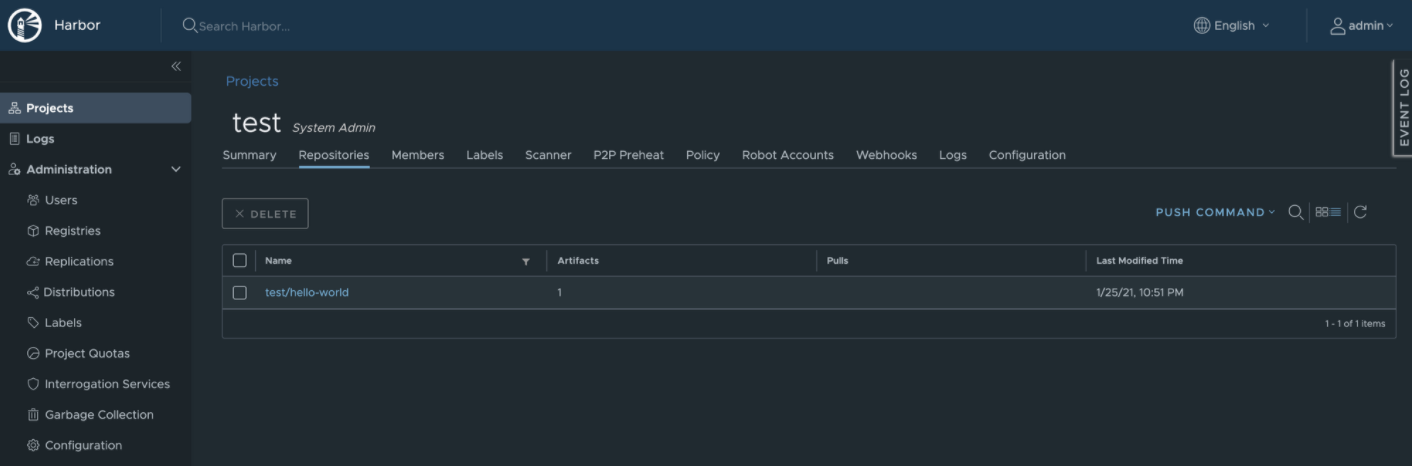 Harbor
Search Harbor...
English
admin
EVENT LOG
Projects
Logs
Administration
Users
Registries
Replications
Distributions
Labels
Project Quotas
Interrogation Services
Garbage Collection
Configuration
Projects
test System Admin
Summary Repositories Members Labels Scanner P2P Preheat Policy Robot Accounts Webhooks Logs Configuration
DELETE
PUSH COMMAND
Name Artifacts Pulls Last Modified Time
test/hello-world 1 1/25/21, 10:51 PM
1 - 1 of 1 items